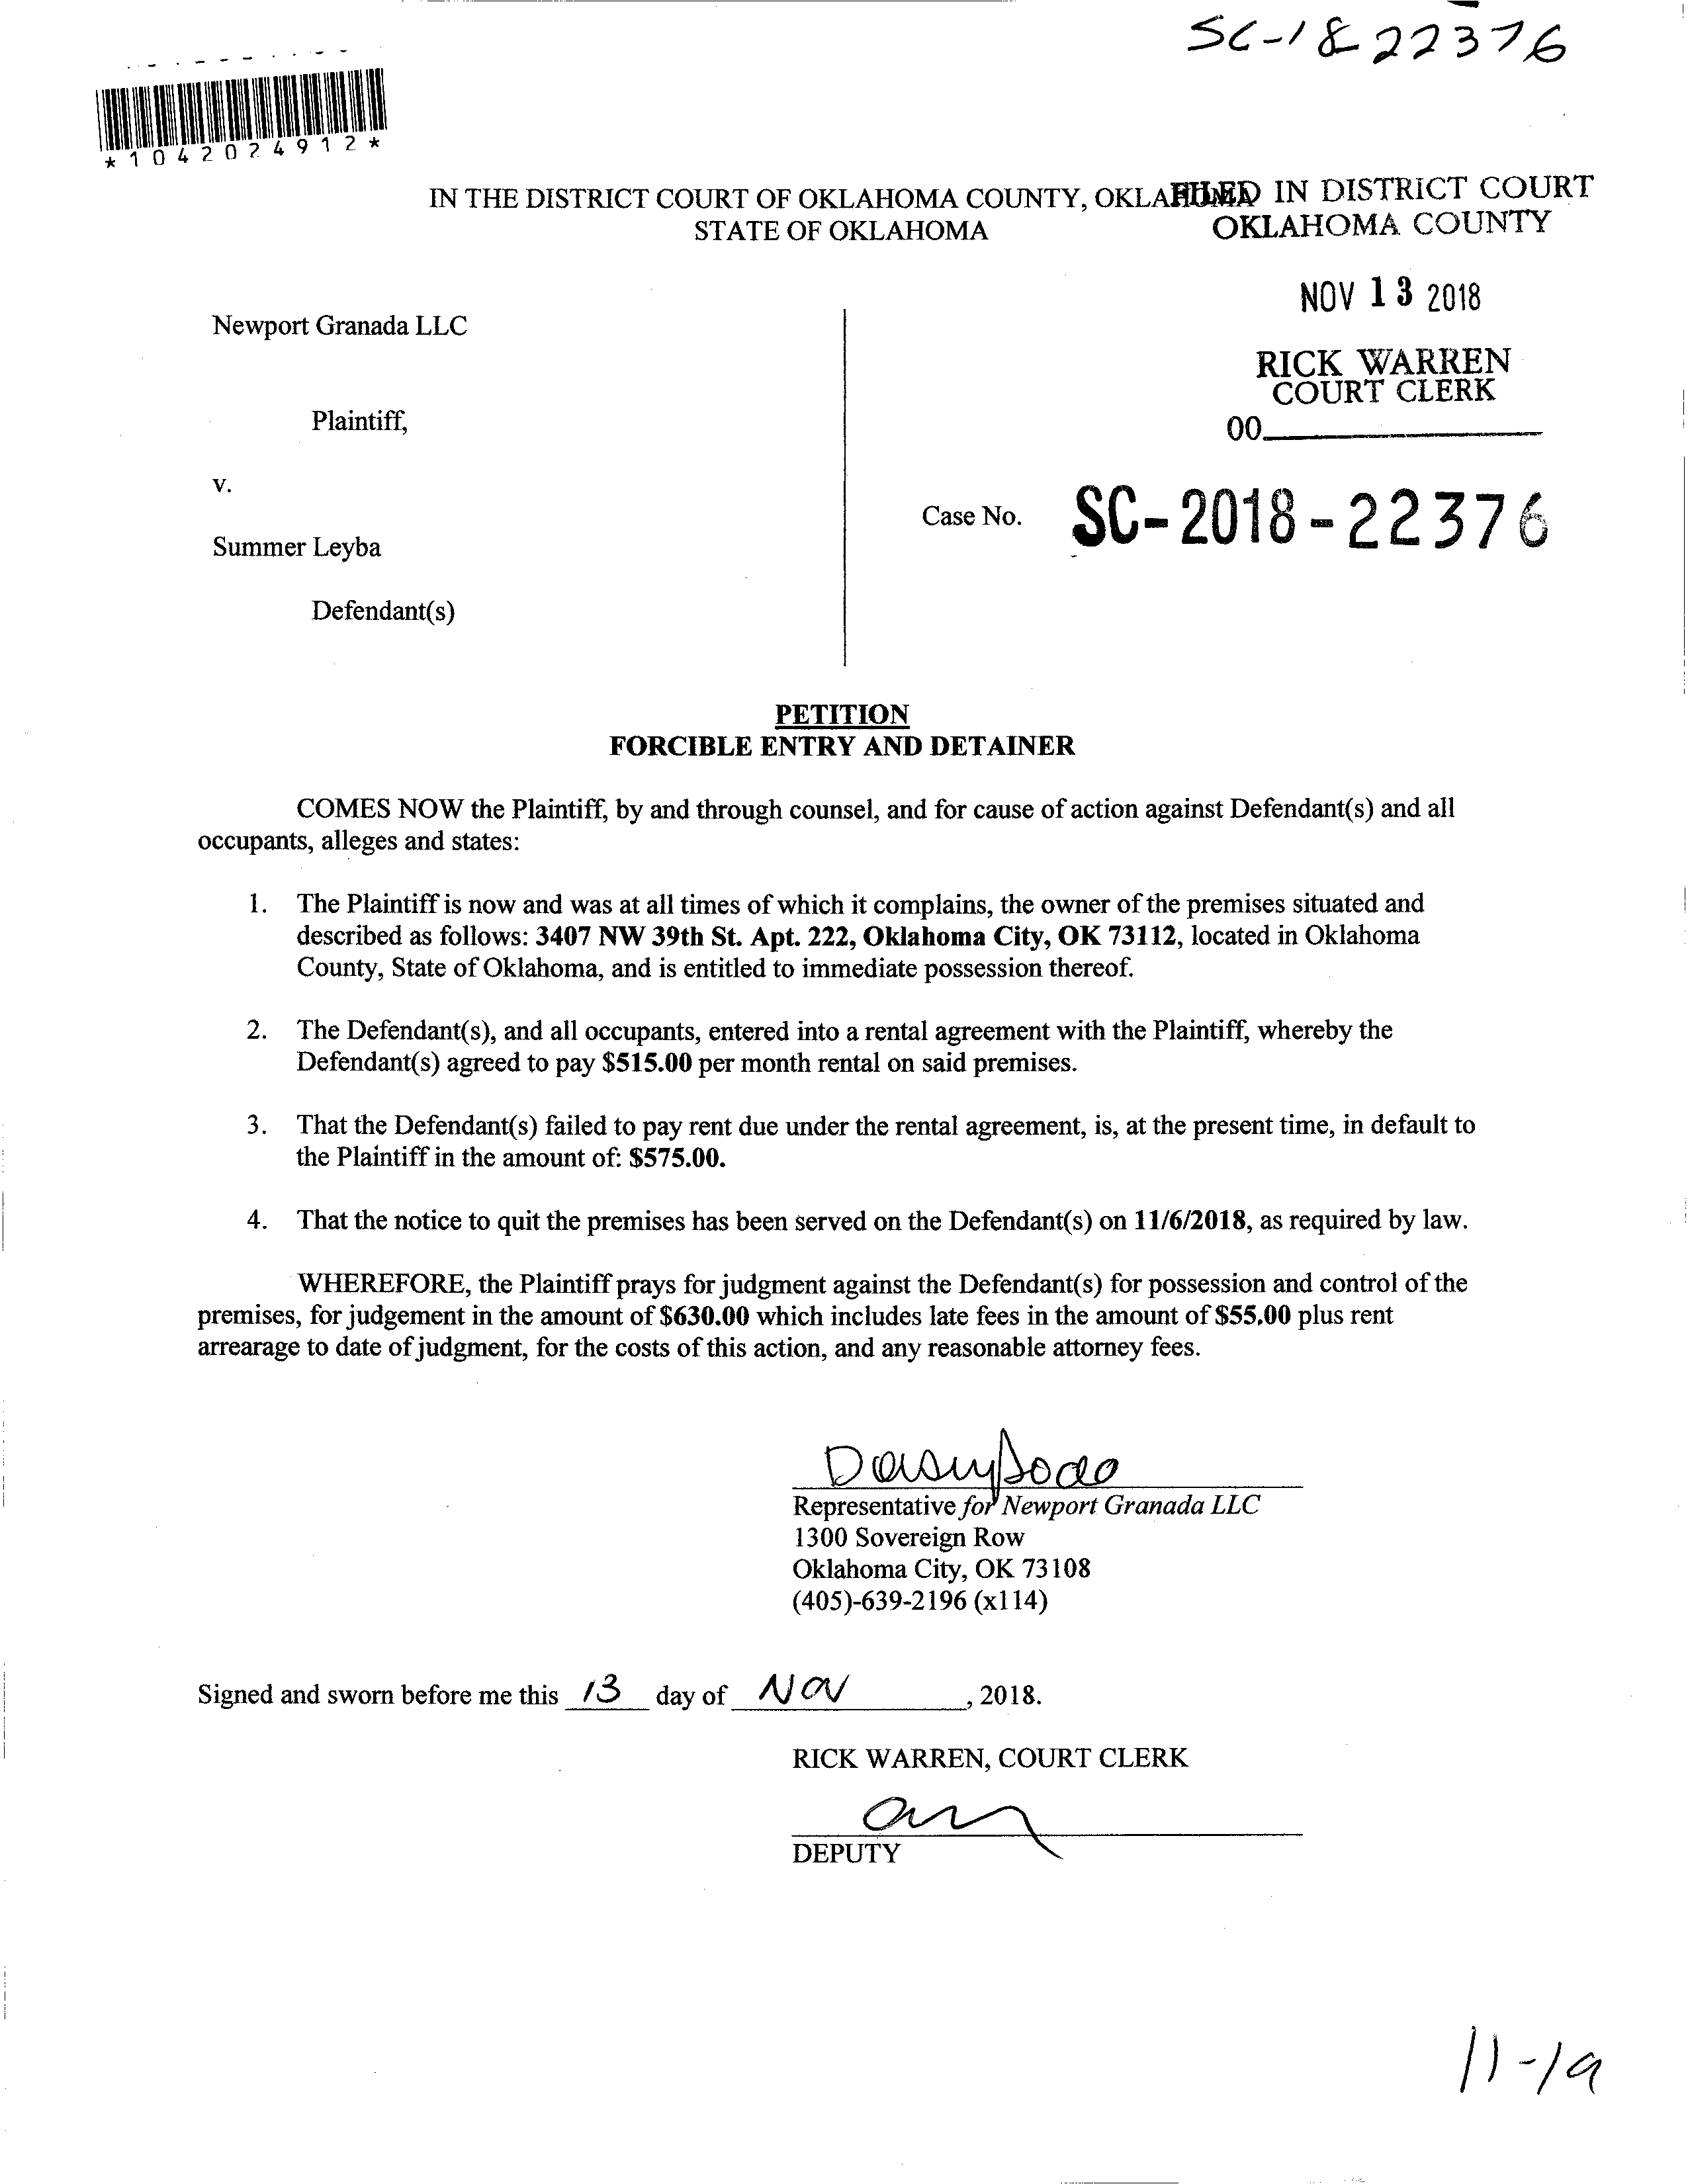 SC-18 22376
*1042024912*
IN THE DISTRICT COURT OF OKLAHOMA COUNTY, OKLAHOMA
STATE OF OKLAHOMA
FILED IN DISTRICT COURT
OKLAHOMA COUNTY
NOV 13 2018
RICK WARREN
COURT CLERK
00
Newport Granada LLC
Plaintiff,
v.
Summer Leyba
Defendant(s)
Case No. SC-2018-22376
PETITION
FORCIBLE ENTRY AND DETAINER
COMES NOW the Plaintiff, by and through counsel, and for cause of action against Defendant(s) and all
occupants, alleges and states:
1. The Plaintiff is now and was at all times of which it complains, the owner of the premises situated and
described as follows: 3407 NW 39th St. Apt. 222, Oklahoma City, OK 73112, located in Oklahoma
County, State of Oklahoma, and is entitled to immediate possession thereof.
2. The Defendant(s), and all occupants, entered into a rental agreement with the Plaintiff, whereby the
Defendant(s) agreed to pay $515.00 per month rental on said premises.
3. That the Defendant(s) failed to pay rent due under the rental agreement, is, at the present time, in default to
the Plaintiff in the amount of: $575.00.
4. That the notice to quit the premises has been served on the Defendant(s) on 11/6/2018, as required by law.
WHEREFORE, the Plaintiff prays for judgment against the Defendant(s) for possession and control of the
premises, for judgement in the amount of $630.00 which includes late fees in the amount of $55.00 plus rent
arrearage to date of judgment, for the costs of this action, and any reasonable attorney fees.
Representative for Newport Granada LLC
1300 Sovereign Row
Oklahoma City, OK 73108
(405)-639-2196 (x114)
Signed and sworn before me this 13 day of Nov, 2018.
RICK WARREN, COURT CLERK
DEPUTY
11-19